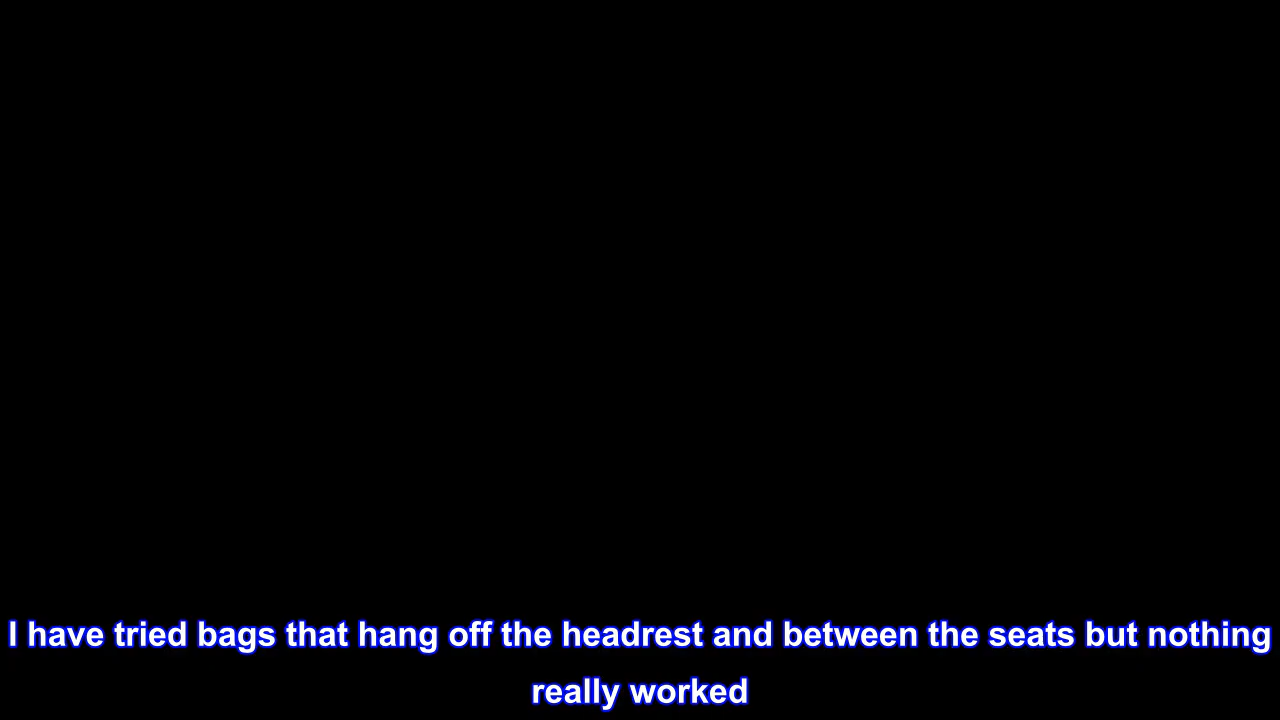 I have tried bags that hang off the headrest and between the seats but nothing
really worked